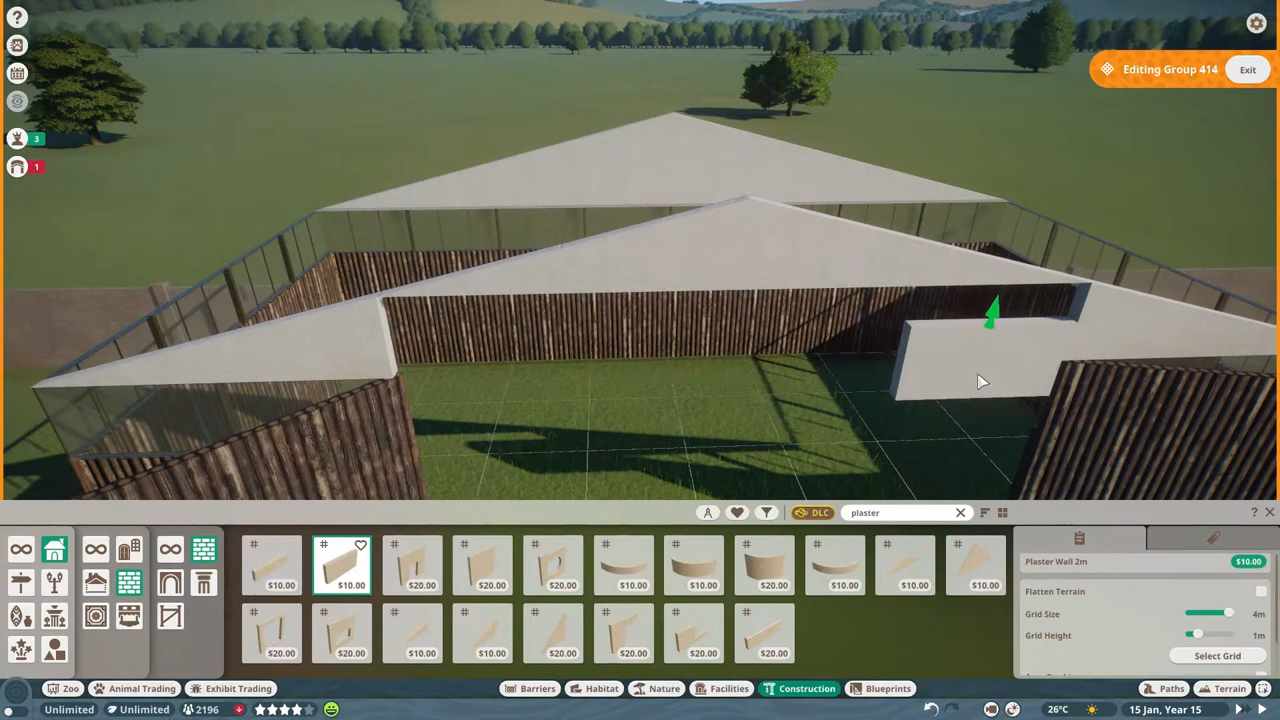 ?
Editing Group 414
Exit
3
1
DLC
plaster
?
$10.00
$10.00
$20.00
$20.00
$20.00
$10.00
$10.00
$20.00
$10.00
$10.00
$10.00
$20.00
$20.00
$10.00
$10.00
$20.00
$20.00
$20.00
$20.00
Plaster Wall 2m
$10.00
Flatten Terrain
Grid Size
4m
Grid Height
1m
Select Grid
Zoo
Animal Trading
Exhibit Trading
Barriers
Habitat
Nature
Facilities
Construction
Blueprints
Paths
Terrain
Unlimited
Unlimited
2196
26°C
15 Jan, Year 15